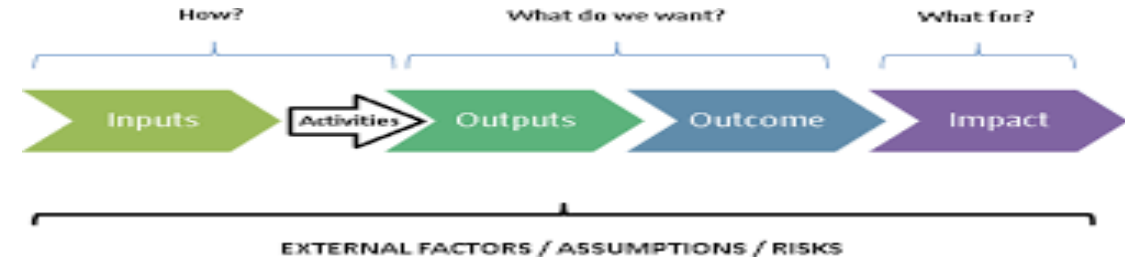 How? What do we want? What for?
Inputs Activities Outputs Outcome Impact
EXTERNAL FACTORS / ASSUMPTIONS / RISKS